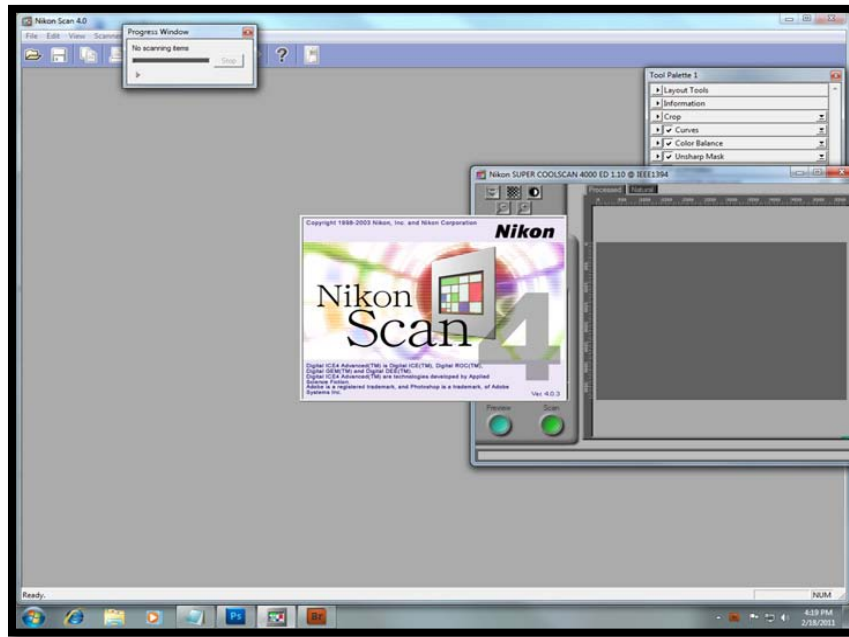 Nikon Scan 4.0
File Edit View Scanner
Progress Window
No scanning items
Stop
?
Tool Palette 1
Layout Tools
Information
Crop
Curves
Color Balance
Unsharp Mask
Nikon SUPER COOLSCAN 4000 ED 1.10 @ IEEE1394
Processed Natural
Copyright 1998-2003 Nikon, Inc. and Nikon Corporation
Nikon
Nikon
Scan
4
Digital ICE4 Advanced(TM) is Digital ICE(TM), Digital ROC(TM),
Digital GEM(TM) and Digital DEE(TM).
Digital ICE4 Advanced(TM) are technologies developed by Applied
Science Fiction.
Adobe is a registered trademark, and Photoshop is a trademark, of Adobe
Systems Inc.
Ver. 4.0.3
Preview Scan
Ready.
NUM
Ps
Br
4:19 PM
2/18/2011